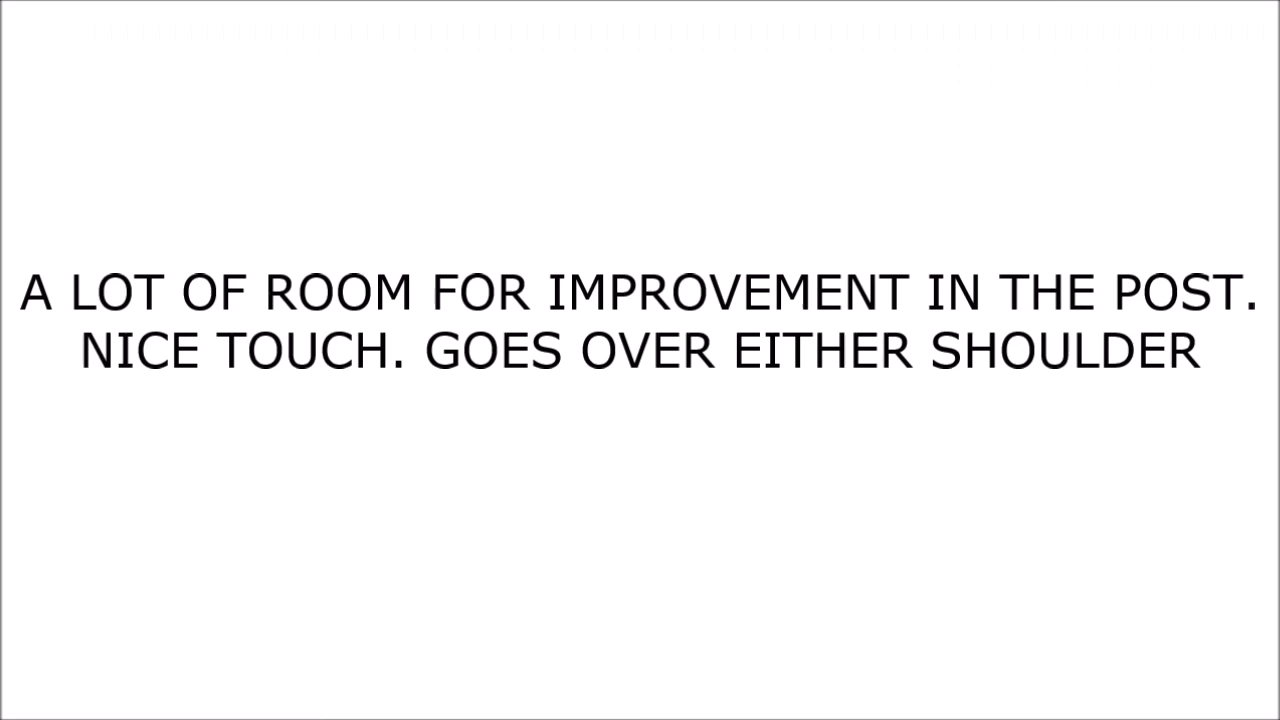 A LOT OF ROOM FOR IMPROVEMENT IN THE POST.
NICE TOUCH. GOES OVER EITHER SHOULDER